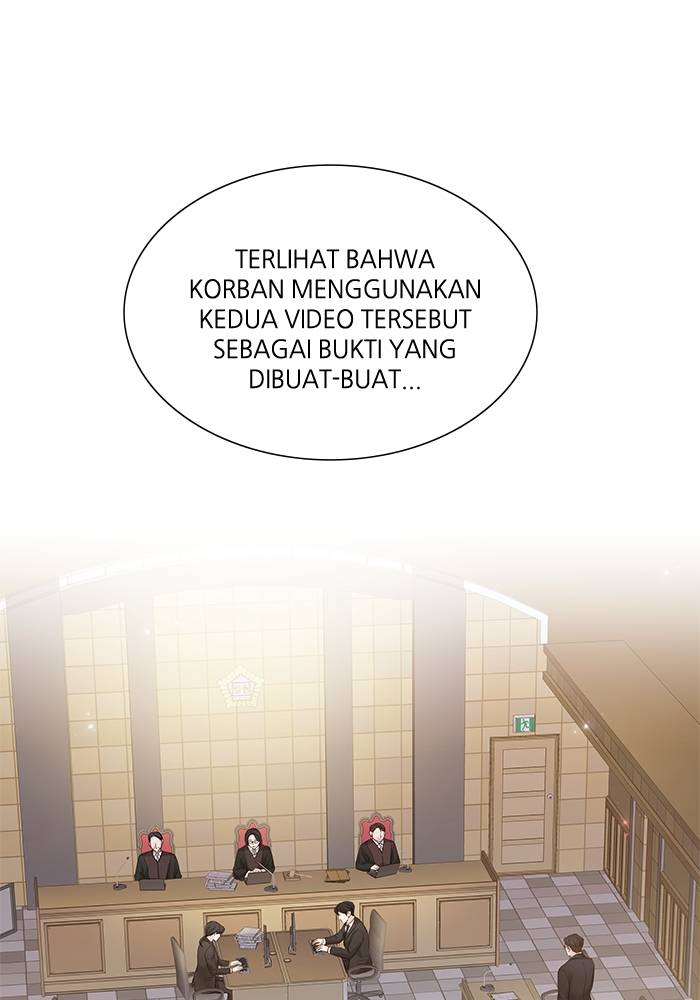 TERLIHAT BAHWA
KORBAN MENGGUNAKAN
KEDUA VIDEO TERSEBUT
SEBAGAI BUKTI YANG
DIBUAT-BUAT...